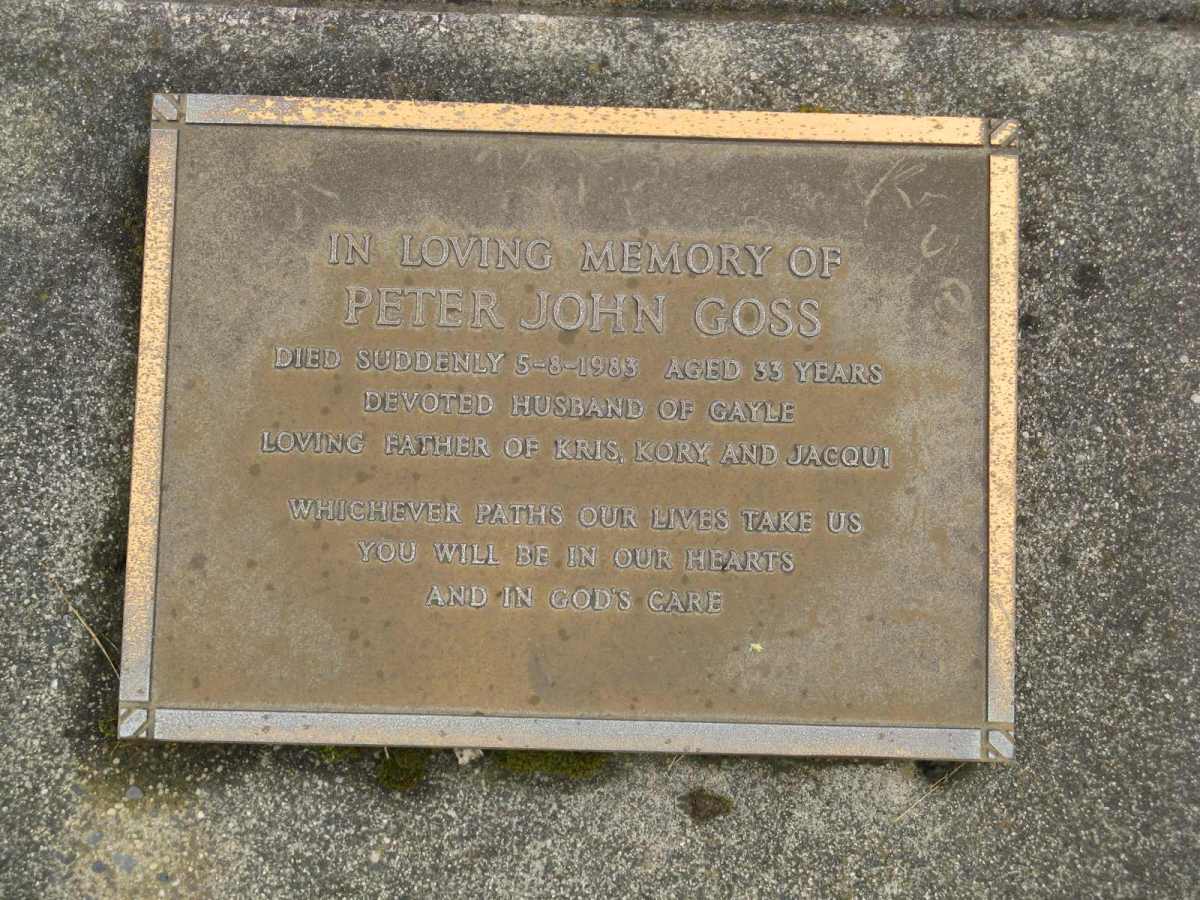 IN LOVING MEMORY OF
PETER JOHN GOSS
DIED SUDDENLY 5-8-1983 AGED 33 YEARS
DEVOTED HUSBAND OF GAYLE
LOVING FATHER OF KRIS, KORY, AND JACQUI
WHICHEVER PATHS OUR LIVES TAKE US
YOU WILL BE IN OUR HEARTS
AND IN GOD'S CARE